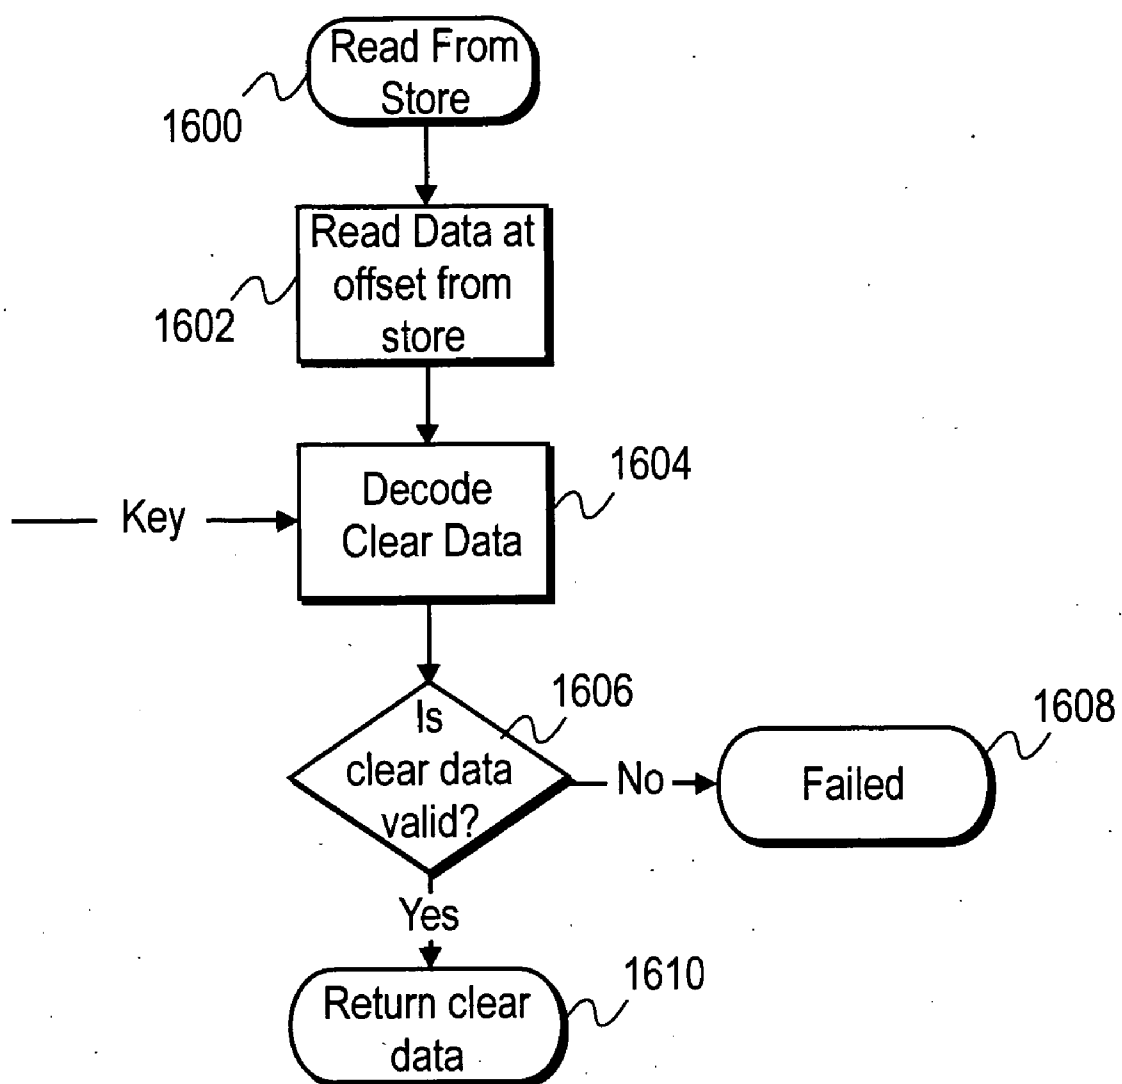 Read From
Store
1600
Read Data at
offset from
store
1602
1604
Decode
Clear Data
Key
1606
Is
clear data
valid?
No
1608
Failed
Yes
1610
Return clear
data